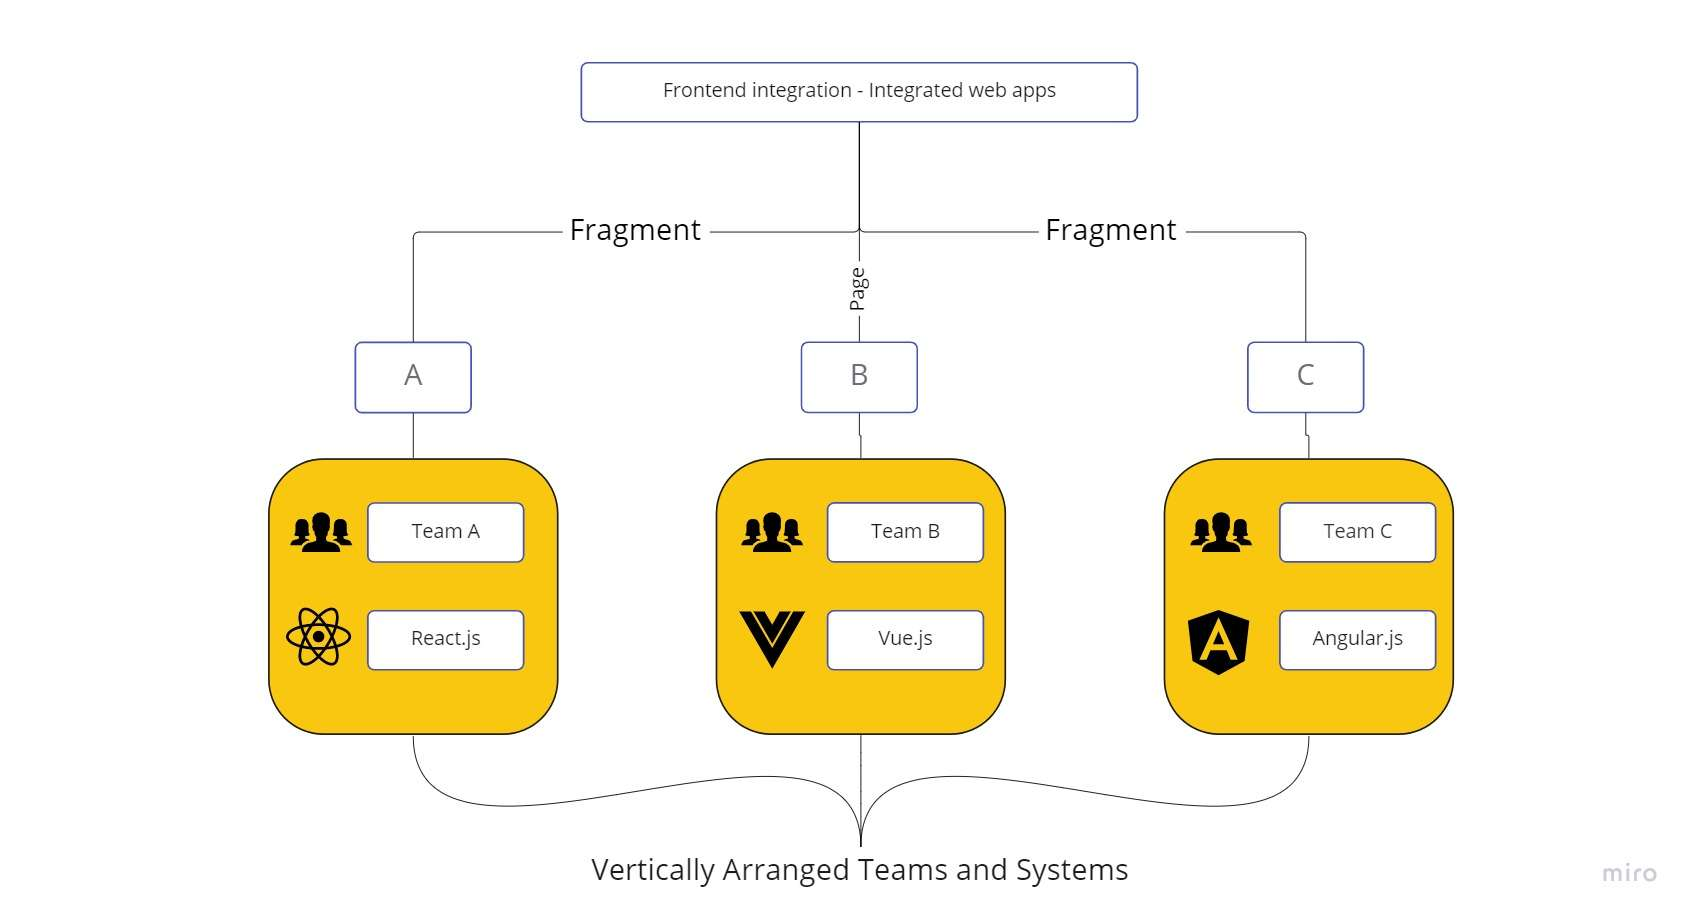 Frontend integration - Integrated web apps
Fragment
Fragment
Page
A
B
C
Team A
Team B
Team C
React.js
Vue.js
Angular.js
Vertically Arranged Teams and Systems
miro